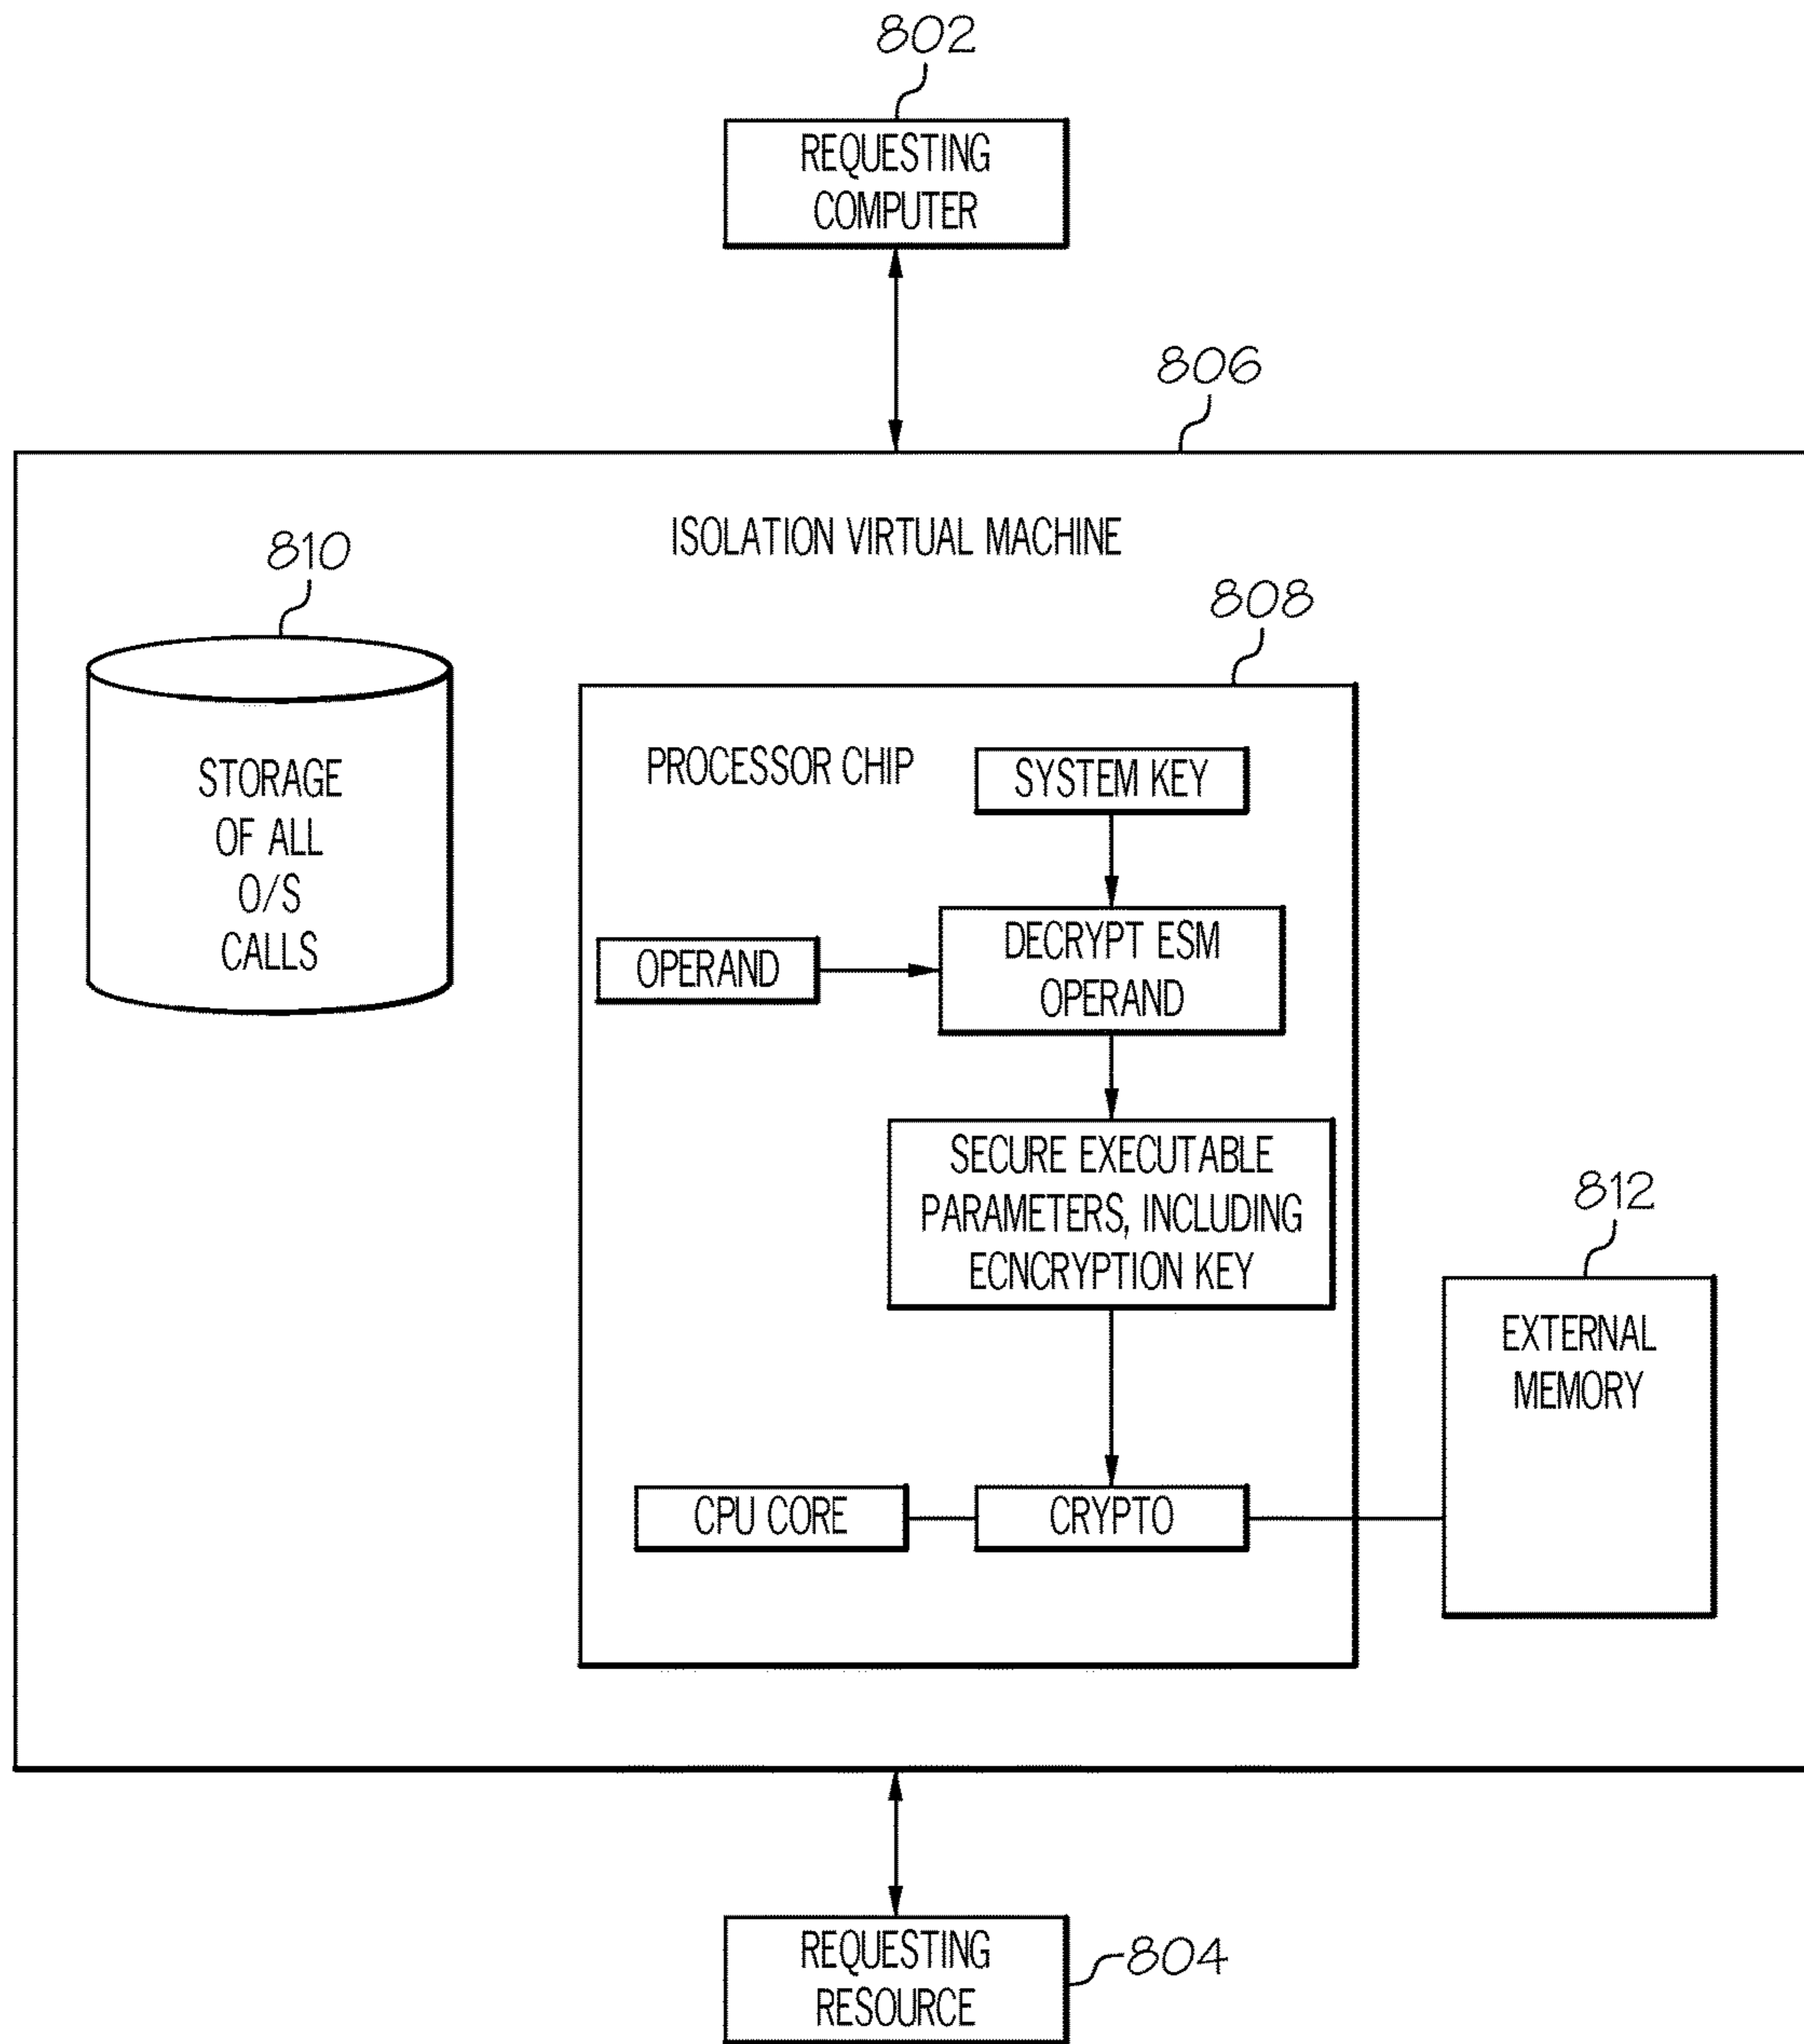 802
REQUESTING
COMPUTER
806
ISOLATION VIRTUAL MACHINE
810
808
STORAGE
OF ALL
O/S
CALLS
PROCESSOR CHIP
SYSTEM KEY
OPERAND
DECRYPT ESM
OPERAND
SECURE EXECUTABLE
PARAMETERS, INCLUDING
ECNCRYPTION KEY
812
EXTERNAL
MEMORY
CPU CORE
CRYPTO
REQUESTING
RESOURCE
804